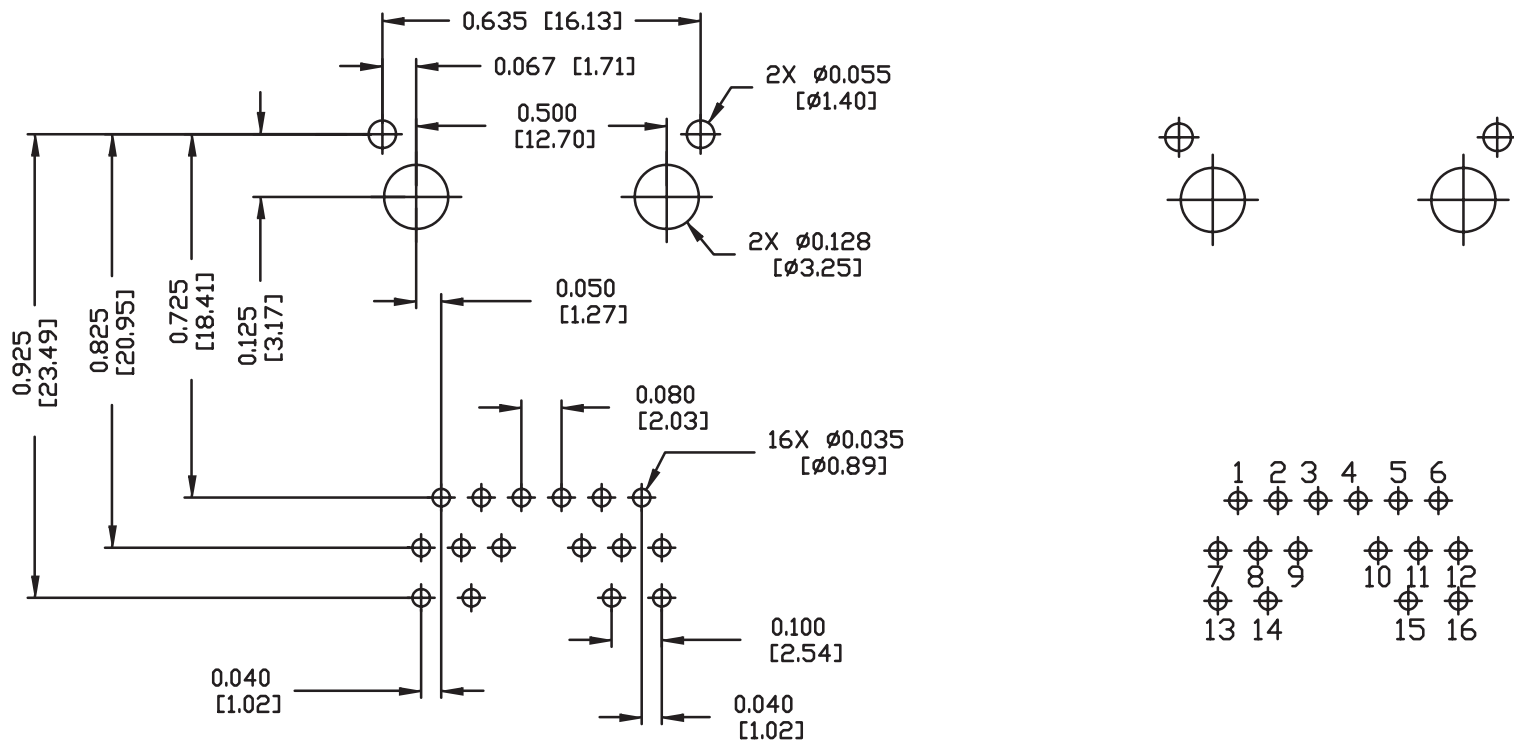 0.635 [16.13]
0.067 [1.71]
2X ø0.055
[ø1.40]
0.500
[12.70]
2X ø0.128
[ø3.25]
0.925
[23.49]
0.825
[20.95]
0.725
[18.41]
0.125
[3.17]
0.050
[1.27]
0.080
[2.03]
16X ø0.035
[ø0.89]
0.100
[2.54]
0.040
[1.02]
0.040
[1.02]
1 2 3 4 5 6
7 8 9 10 11 12
13 14 15 16